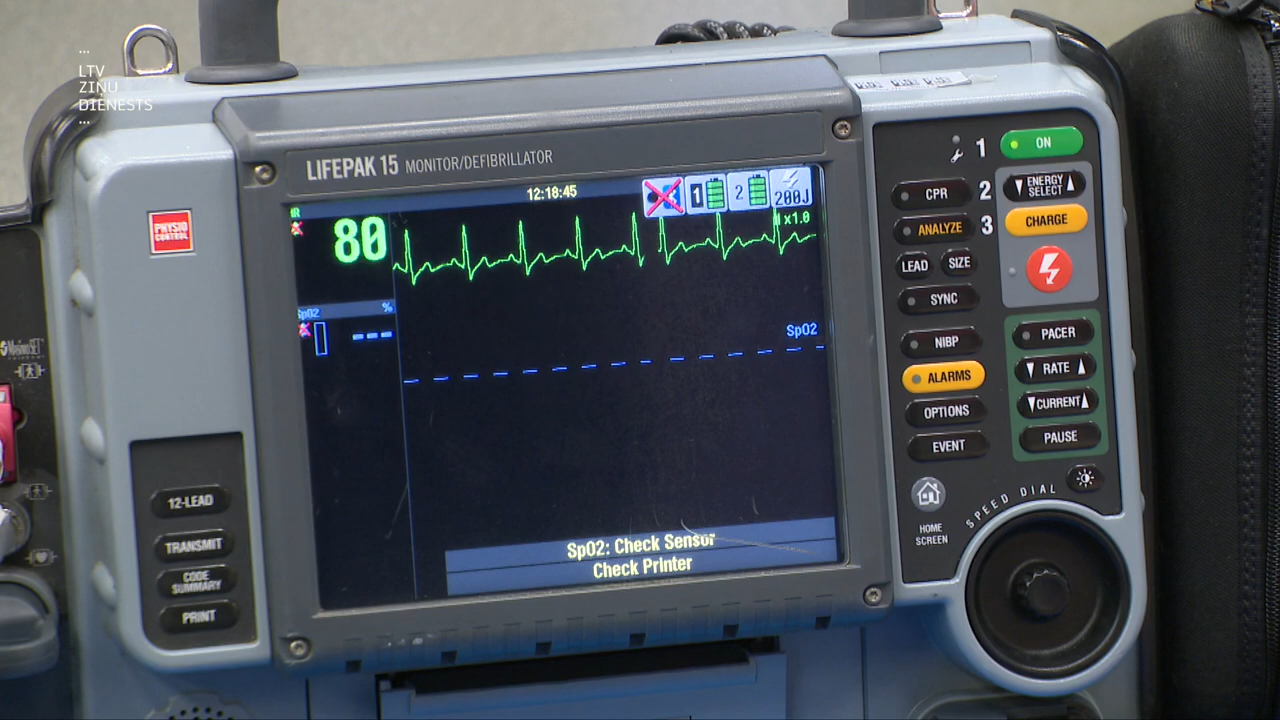 ...
LTV
ZIŅU
DIENESTS
...
LIFEPAK 15 MONITOR/DEFIBRILLATOR
PHYSIO
CONTROL
12:18:45
1
2
200J
80
x1.0
SpO2 %
---
SpO2
SpO2: Check Sensor
Check Printer
12-LEAD
TRANSMIT
CODE
SUMMARY
PRINT
1 ON
CPR 2 ENERGY
SELECT
ANALYZE 3 CHARGE
LEAD SIZE
SYNC
NIBP PACER
ALARMS RATE
OPTIONS CURRENT
EVENT PAUSE
HOME
SCREEN
SPEED DIAL